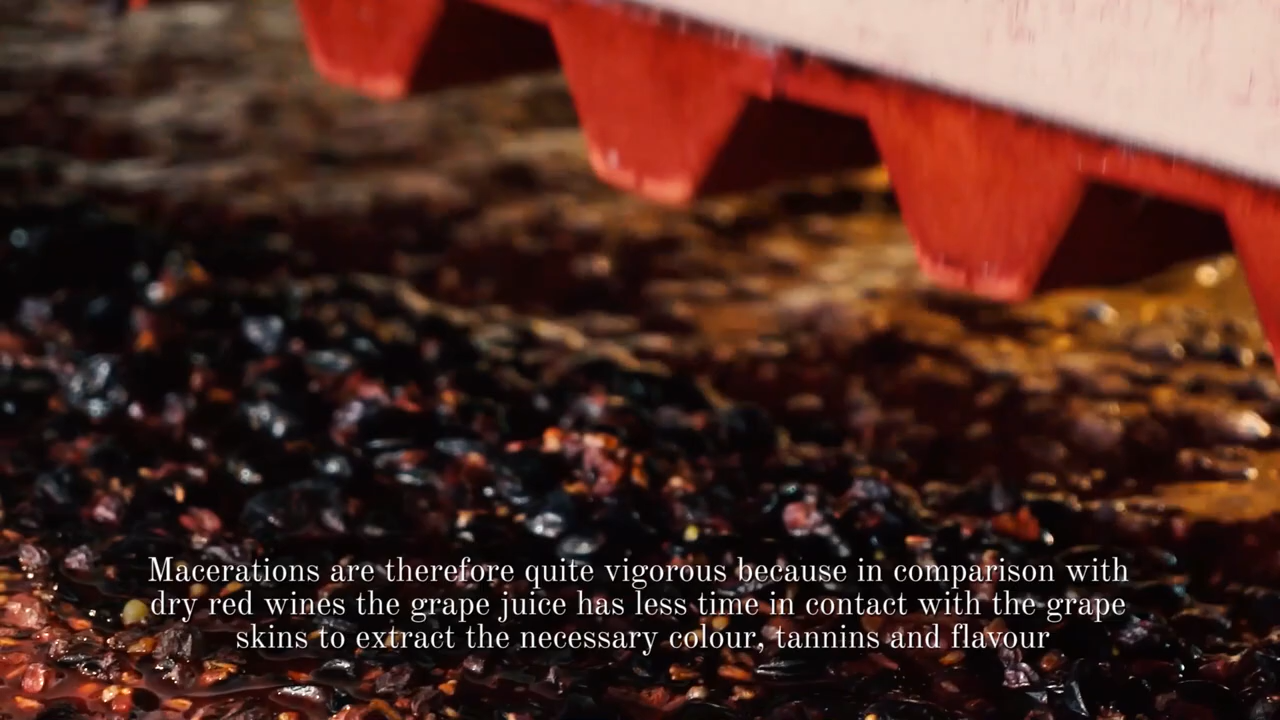 Macerations are therefore quite vigorous because in comparison with
dry red wines the grape juice has less time in contact with the grape
skins to extract the necessary colour, tannins and flavour